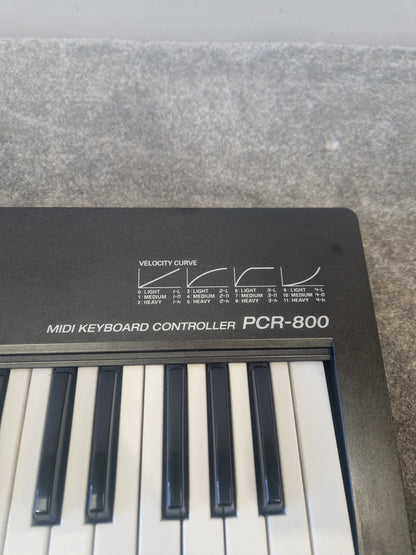 VELOCITY CURVE
0 LIGHT 1-L 3 LIGHT 2-L 6 LIGHT 3-L 9 LIGHT 4-L
1 MEDIUM 1-n 4 MEDIUM 2-n 7 MEDIUM 3-n 10 MEDIUM 4-n
2 HEAVY 1-h 5 HEAVY 2-h 8 HEAVY 3-h 11 HEAVY 4-h
MIDI KEYBOARD CONTROLLER PCR-800